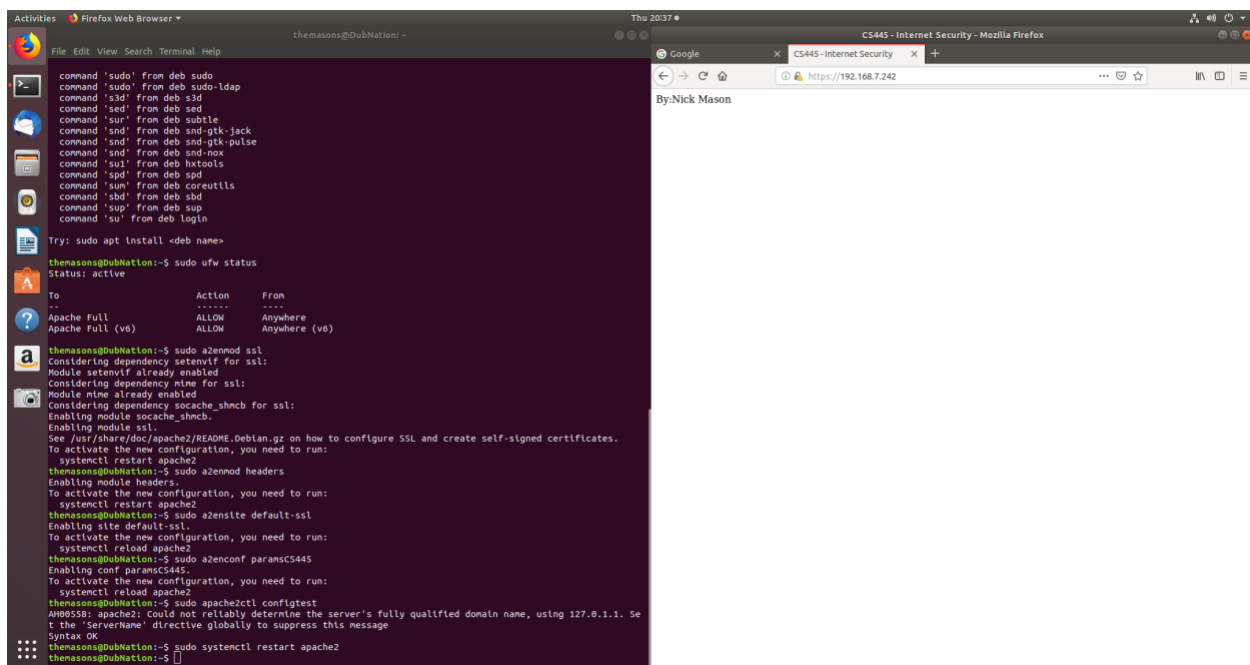 Activities Firefox Web Browser Thu 20:37
themasons@DubNation: ~
File Edit View Search Terminal Help
command 'sudo' from deb sudo
command 'sudo' from deb sudo-ldap
command 's3d' from deb s3d
command 'sed' from deb sed
command 'sur' from deb subtle
command 'snd' from deb snd-gtk-jack
command 'snd' from deb snd-gtk-pulse
command 'snd' from deb snd-nox
command 'su1' from deb hxtools
command 'spd' from deb spd
command 'sum' from deb coreutils
command 'sbd' from deb sbd
command 'sup' from deb sup
command 'su' from deb login
Try: sudo apt install <deb name>
themasons@DubNation:~$ sudo ufw status
Status: active
To Action From
-- ------ ----
Apache Full ALLOW Anywhere
Apache Full (v6) ALLOW Anywhere (v6)
themasons@DubNation:~$ sudo a2enmod ssl
Considering dependency setenvif for ssl:
Module setenvif already enabled
Considering dependency mime for ssl:
Module mime already enabled
Considering dependency socache_shmcb for ssl:
Enabling module socache_shmcb.
Enabling module ssl.
See /usr/share/doc/apache2/README.Debian.gz on how to configure SSL and create self-signed certificates.
To activate the new configuration, you need to run:
systemctl restart apache2
themasons@DubNation:~$ sudo a2enmod headers
Enabling module headers.
To activate the new configuration, you need to run:
systemctl restart apache2
themasons@DubNation:~$ sudo a2ensite default-ssl
Enabling site default-ssl.
To activate the new configuration, you need to run:
systemctl reload apache2
themasons@DubNation:~$ sudo a2enconf paramsCS445
Enabling conf paramsCS445.
To activate the new configuration, you need to run:
systemctl reload apache2
themasons@DubNation:~$ sudo apache2ctl configtest
AH00558: apache2: Could not reliably determine the server's fully qualified domain name, using 127.0.1.1. Se
t the 'ServerName' directive globally to suppress this message
Syntax OK
themasons@DubNation:~$ sudo systemctl restart apache2
themasons@DubNation:~$
CS445 - Internet Security - Mozilla Firefox
Google CS445 - Internet Security
https://192.168.7.242
By:Nick Mason